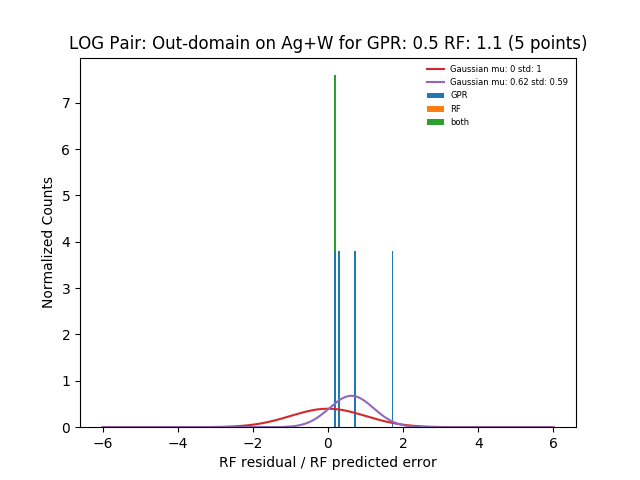 LOG Pair: Out-domain on Ag+W for GPR: 0.5 RF: 1.1 (5 points)
Gaussian mu: 0 std: 1
Gaussian mu: 0.62 std: 0.59
GPR
RF
both
Normalized Counts
7
6
5
4
3
2
1
0
−6 −4 −2 0 2 4 6
RF residual / RF predicted error